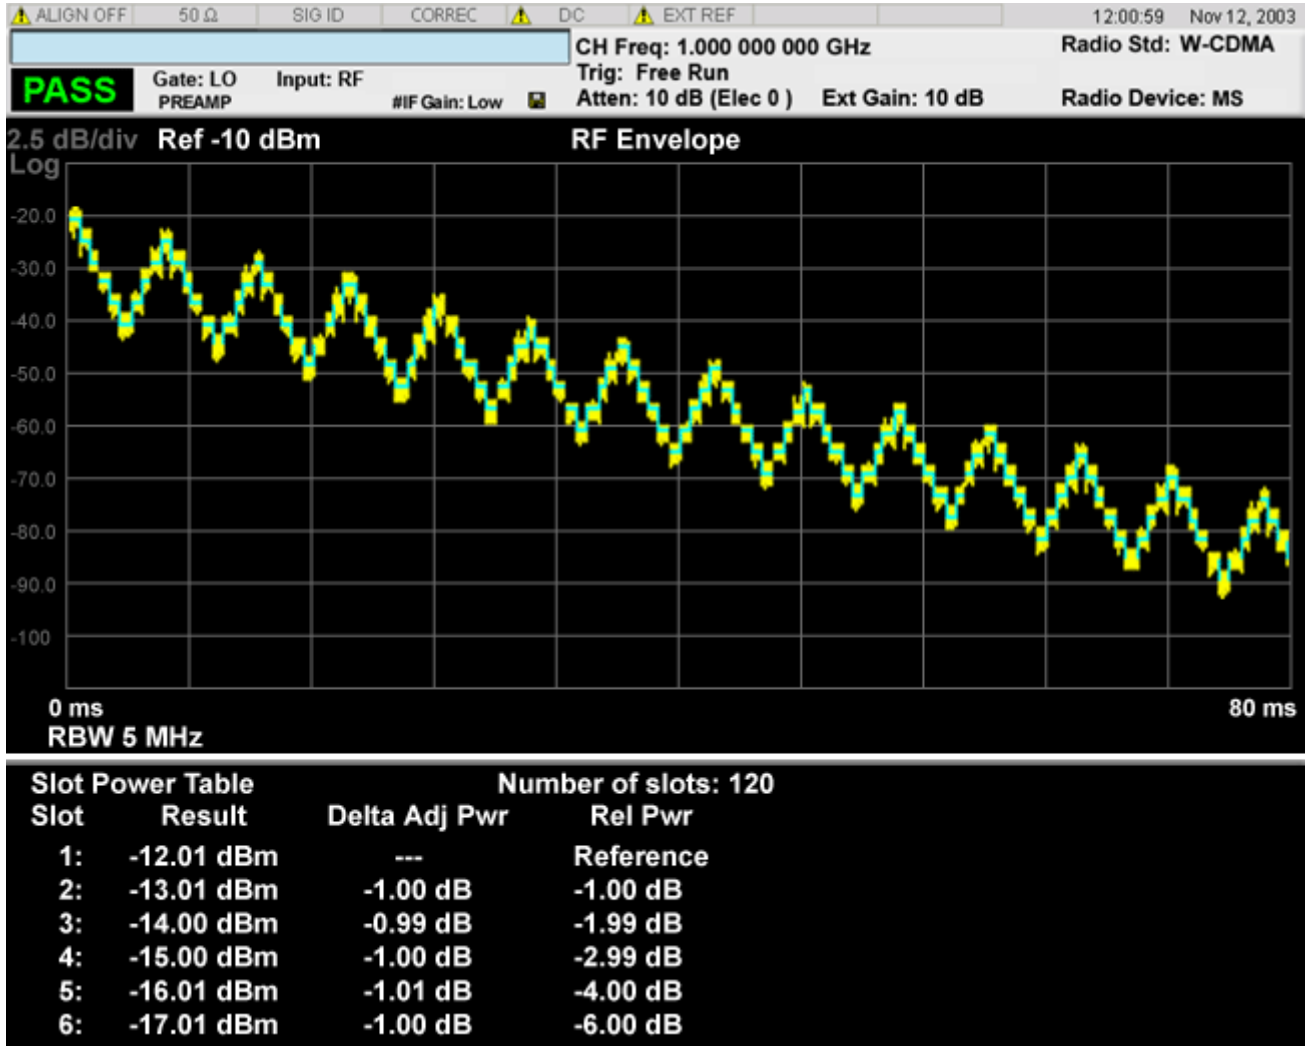 ALIGN OFF 50 Ω SIG ID CORREC DC EXT REF 12:00:59 Nov 12, 2003
CH Freq: 1.000 000 000 GHz Radio Std: W-CDMA
PASS Gate: LO Input: RF Trig: Free Run
PREAMP #IF Gain: Low Atten: 10 dB (Elec 0 ) Ext Gain: 10 dB Radio Device: MS
2.5 dB/div Ref -10 dBm RF Envelope
Log
-20.0
-30.0
-40.0
-50.0
-60.0
-70.0
-80.0
-90.0
-100
0 ms 80 ms
RBW 5 MHz
Slot Power Table Number of slots: 120
Slot Result Delta Adj Pwr Rel Pwr
1: -12.01 dBm --- Reference
2: -13.01 dBm -1.00 dB -1.00 dB
3: -14.00 dBm -0.99 dB -1.99 dB
4: -15.00 dBm -1.00 dB -2.99 dB
5: -16.01 dBm -1.01 dB -4.00 dB
6: -17.01 dBm -1.00 dB -6.00 dB